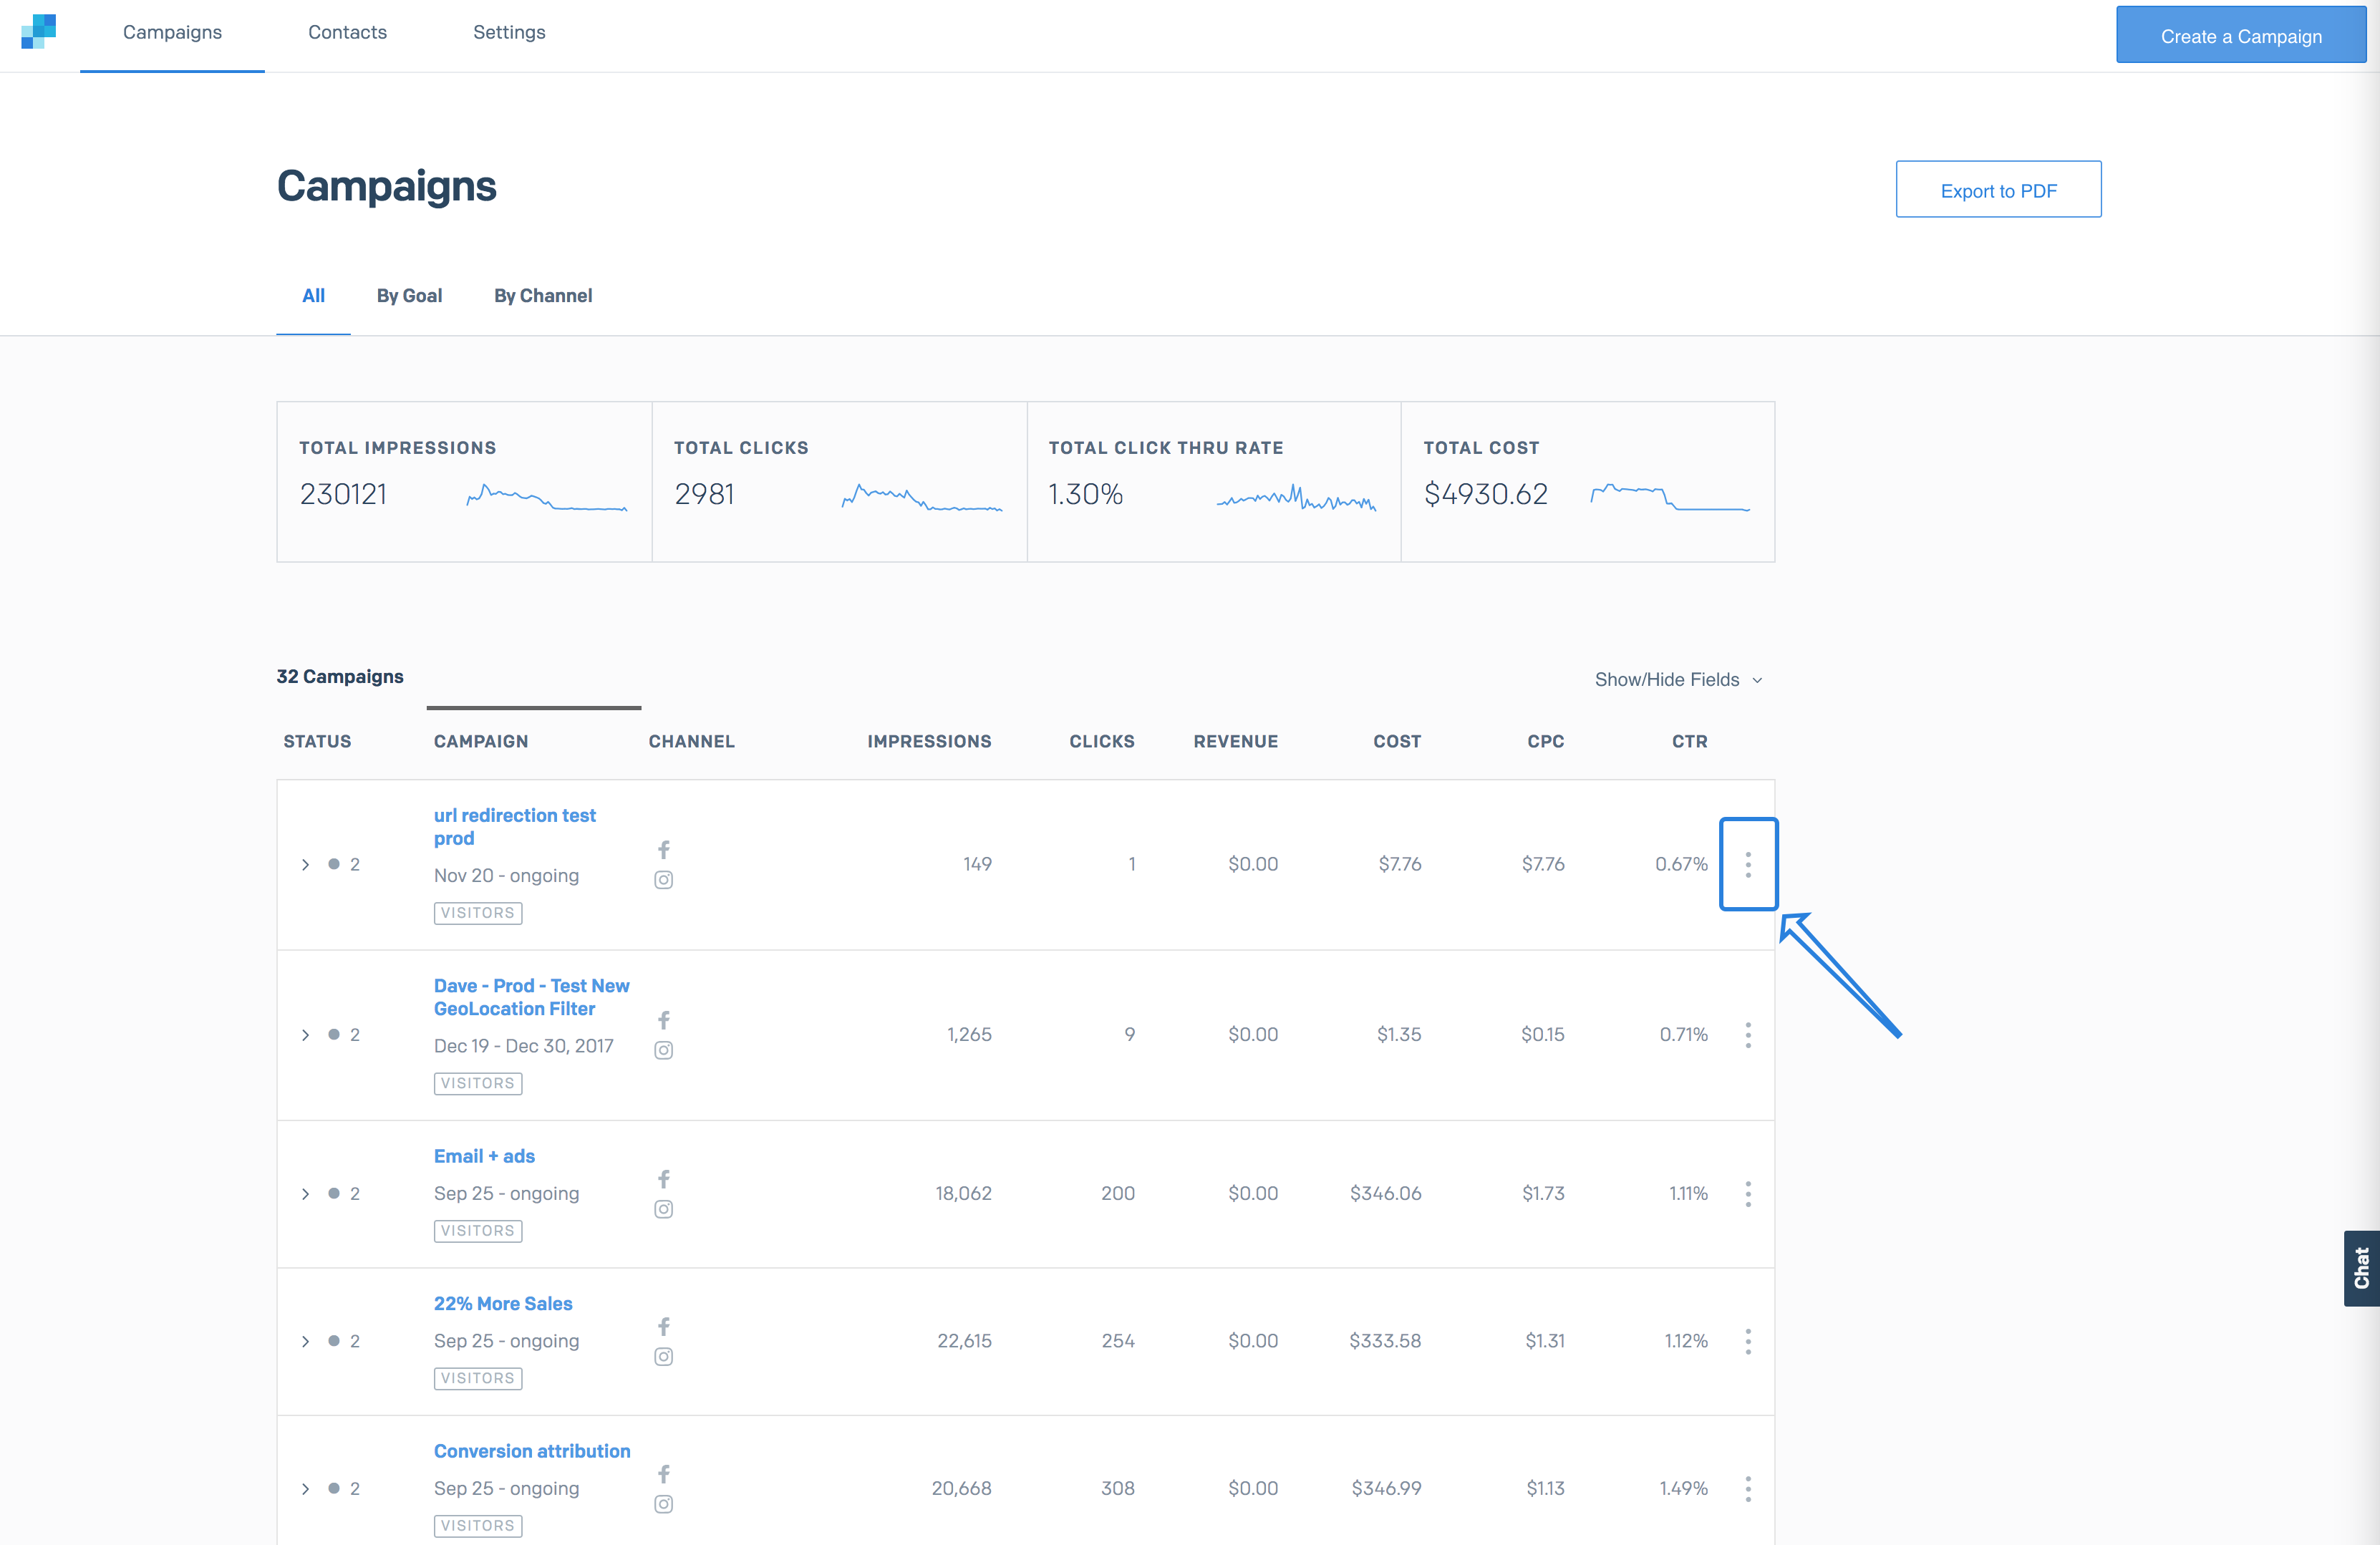 Campaigns Contacts Settings Create a Campaign
Campaigns
Export to PDF
All By Goal By Channel
TOTAL IMPRESSIONS TOTAL CLICKS TOTAL CLICK THRU RATE TOTAL COST
230121 2981 1.30% $4930.62
32 Campaigns Show/Hide Fields
STATUS CAMPAIGN CHANNEL IMPRESSIONS CLICKS REVENUE COST CPC CTR
url redirection test
prod
2 149 1 $0.00 $7.76 $7.76 0.67%
Nov 20 - ongoing
VISITORS
Dave - Prod - Test New
GeoLocation Filter
2 1,265 9 $0.00 $1.35 $0.15 0.71%
Dec 19 - Dec 30, 2017
VISITORS
Email + ads
2 Sep 25 - ongoing 18,062 200 $0.00 $346.06 $1.73 1.11%
VISITORS
22% More Sales
2 Sep 25 - ongoing 22,615 254 $0.00 $333.58 $1.31 1.12%
VISITORS
Conversion attribution
2 Sep 25 - ongoing 20,668 308 $0.00 $346.99 $1.13 1.49%
VISITORS
Chat